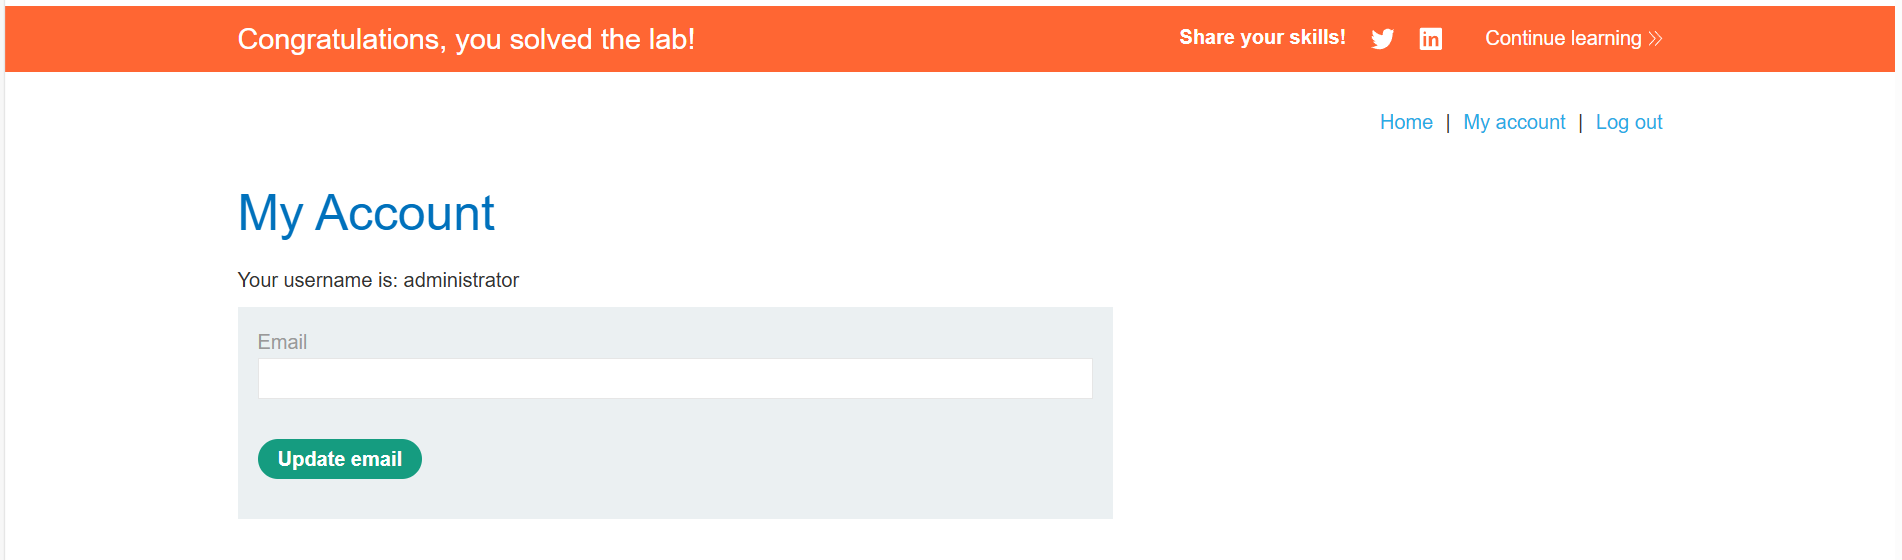 Congratulations, you solved the lab!
Share your skills!
Continue learning
Home | My account | Log out
My Account
Your username is: administrator
Email
Update email